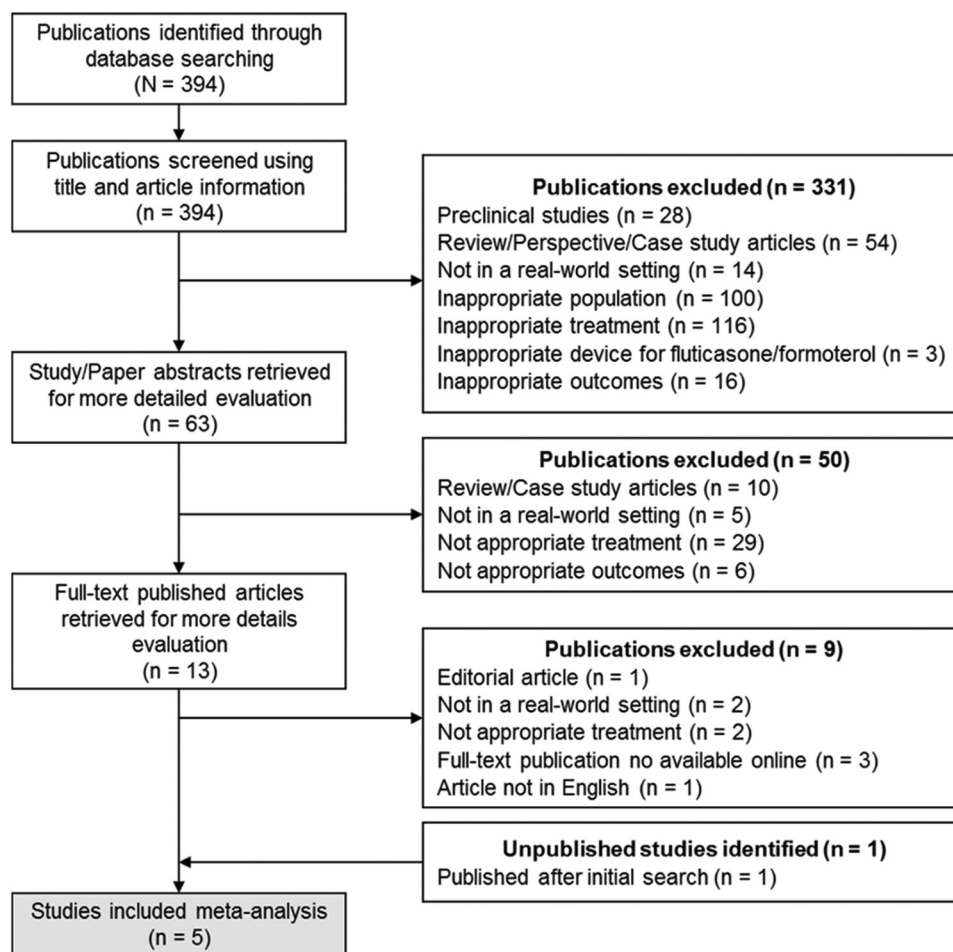 Publications identified through
database searching
(N = 394)
Publications screened using
title and article information
(n = 394)
Publications excluded (n = 331)
Preclinical studies (n = 28)
Review/Perspective/Case study articles (n = 54)
Not in a real-world setting (n = 14)
Inappropriate population (n = 100)
Inappropriate treatment (n = 116)
Inappropriate device for fluticasone/formoterol (n = 3)
Inappropriate outcomes (n = 16)
Study/Paper abstracts retrieved
for more detailed evaluation
(n = 63)
Publications excluded (n = 50)
Review/Case study articles (n = 10)
Not in a real-world setting (n = 5)
Not appropriate treatment (n = 29)
Not appropriate outcomes (n = 6)
Full-text published articles
retrieved for more details
evaluation
(n = 13)
Publications excluded (n = 9)
Editorial article (n = 1)
Not in a real-world setting (n = 2)
Not appropriate treatment (n = 2)
Full-text publication no available online (n = 3)
Article not in English (n = 1)
Unpublished studies identified (n = 1)
Published after initial search (n = 1)
Studies included meta-analysis
(n = 5)